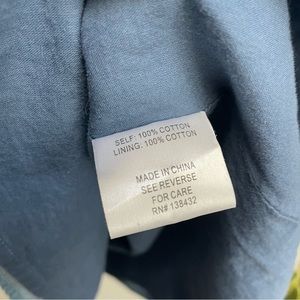 SELF: 100% COTTON
LINING: 100% COTTON
MADE IN CHINA
SEE REVERSE
FOR CARE
RN# 138432